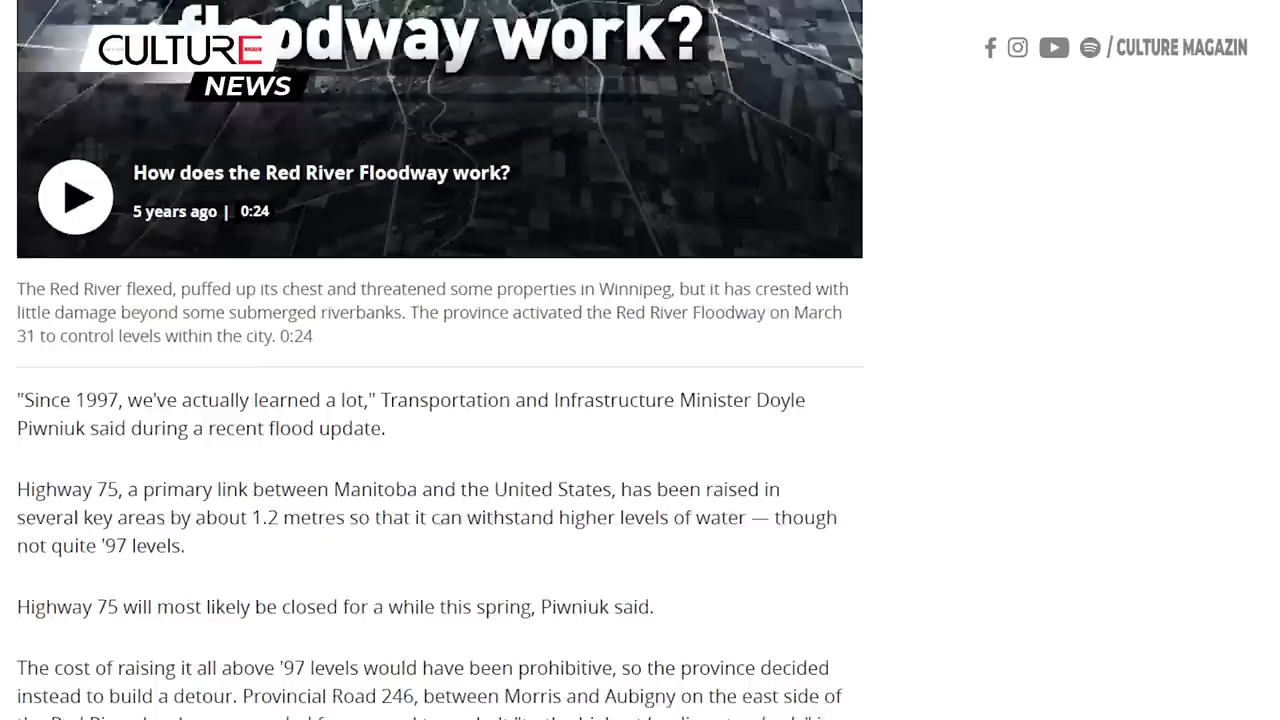 floodway work?
CULTURE
NEWS
/ CULTURE MAGAZIN
How does the Red River Floodway work?
5 years ago | 0:24
The Red River flexed, puffed up its chest and threatened some properties in Winnipeg, but it has crested with
little damage beyond some submerged riverbanks. The province activated the Red River Floodway on March
31 to control levels within the city. 0:24
"Since 1997, we've actually learned a lot," Transportation and Infrastructure Minister Doyle
Piwniuk said during a recent flood update.
Highway 75, a primary link between Manitoba and the United States, has been raised in
several key areas by about 1.2 metres so that it can withstand higher levels of water — though
not quite '97 levels.
Highway 75 will most likely be closed for a while this spring, Piwniuk said.
The cost of raising it all above '97 levels would have been prohibitive, so the province decided
instead to build a detour. Provincial Road 246, between Morris and Aubigny on the east side of